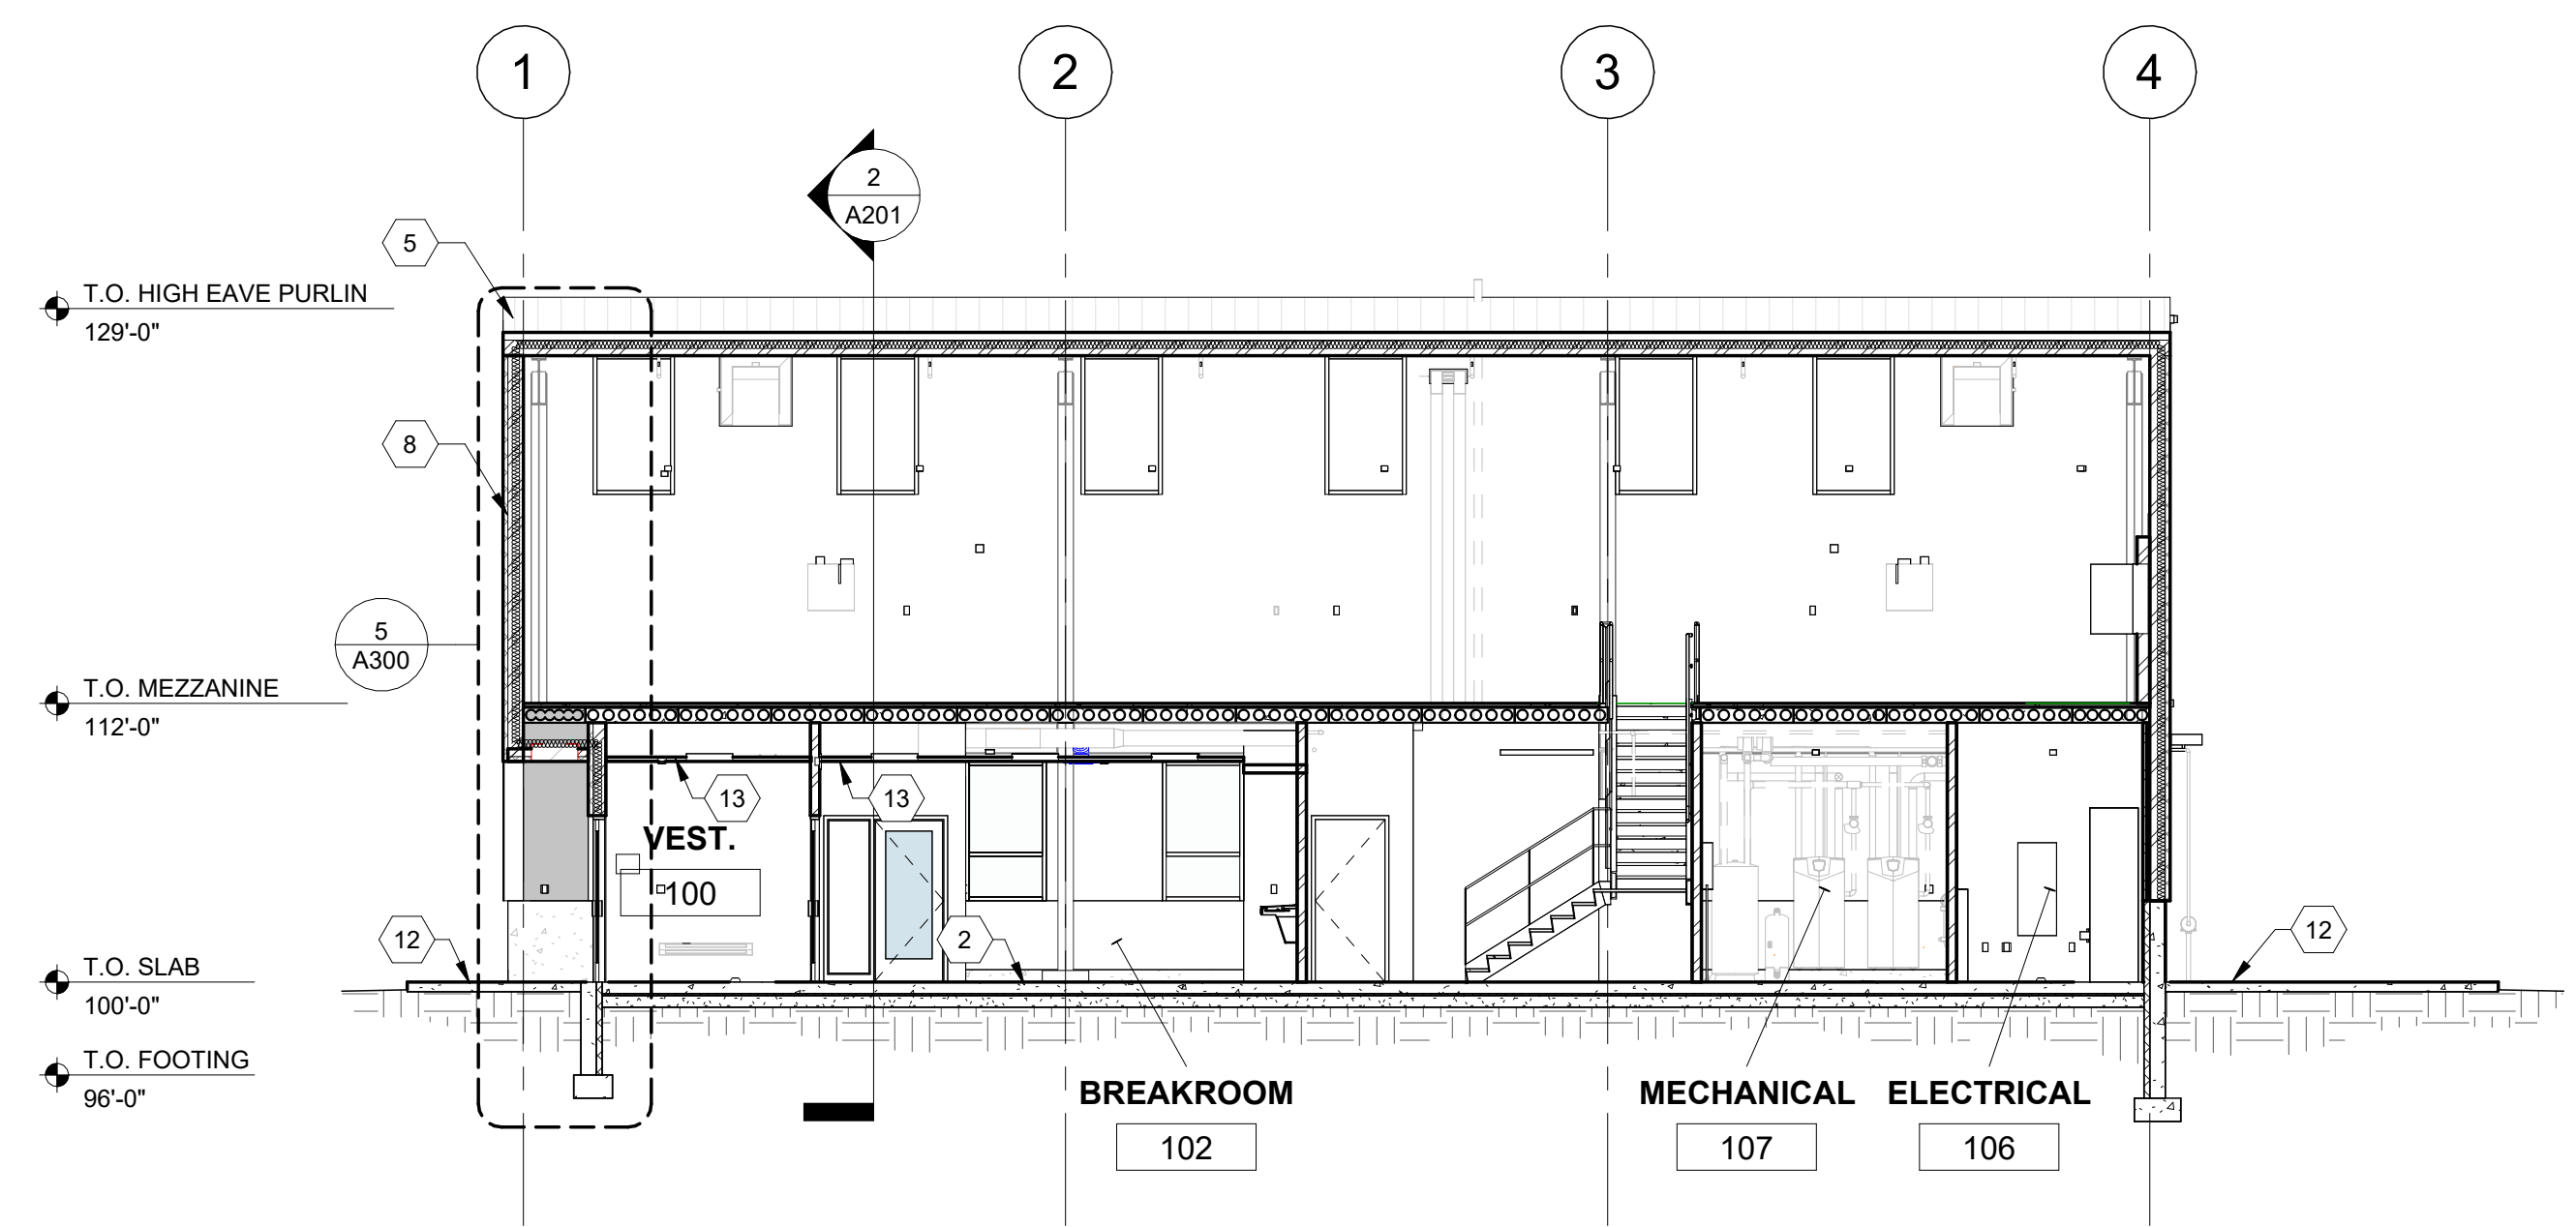 1
2
3
4
2
A201
5
T.O. HIGH EAVE PURLIN
129'-0"
8
5
A300
T.O. MEZZANINE
112'-0"
13
13
VEST.
100
12
2
12
T.O. SLAB
100'-0"
T.O. FOOTING
96'-0"
BREAKROOM
102
MECHANICAL
107
ELECTRICAL
106